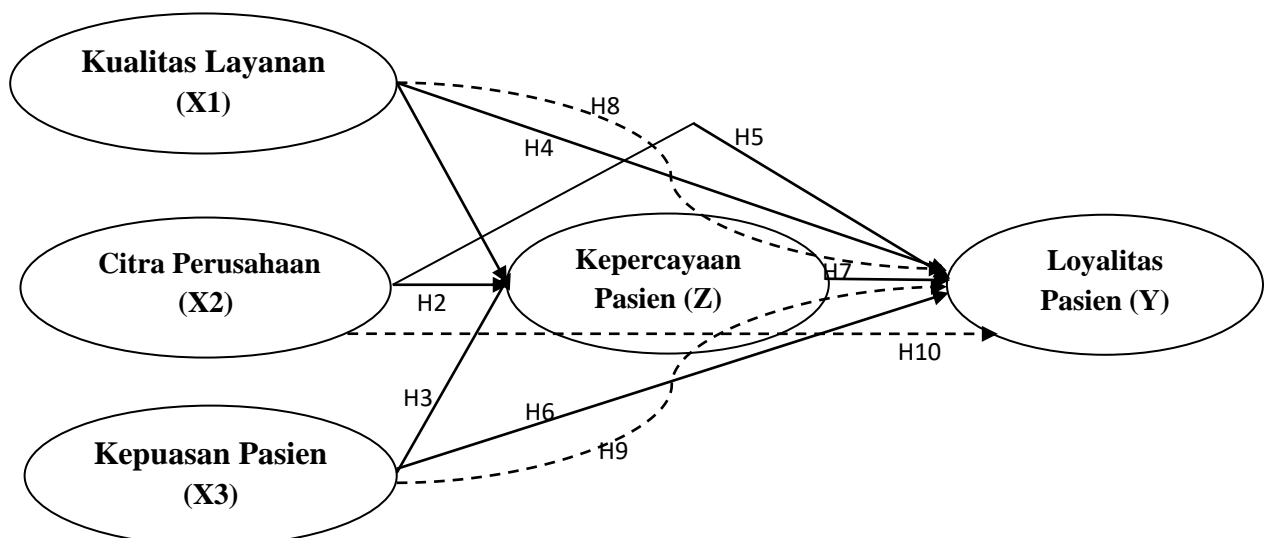 Kualitas Layanan
(X1)
H8
H5
H4
Citra Perusahaan
(X2)
Kepercayaan
Pasien (Z)
Loyalitas
Pasien (Y)
H7
H2
H10
H3
H6
H9
Kepuasan Pasien
(X3)